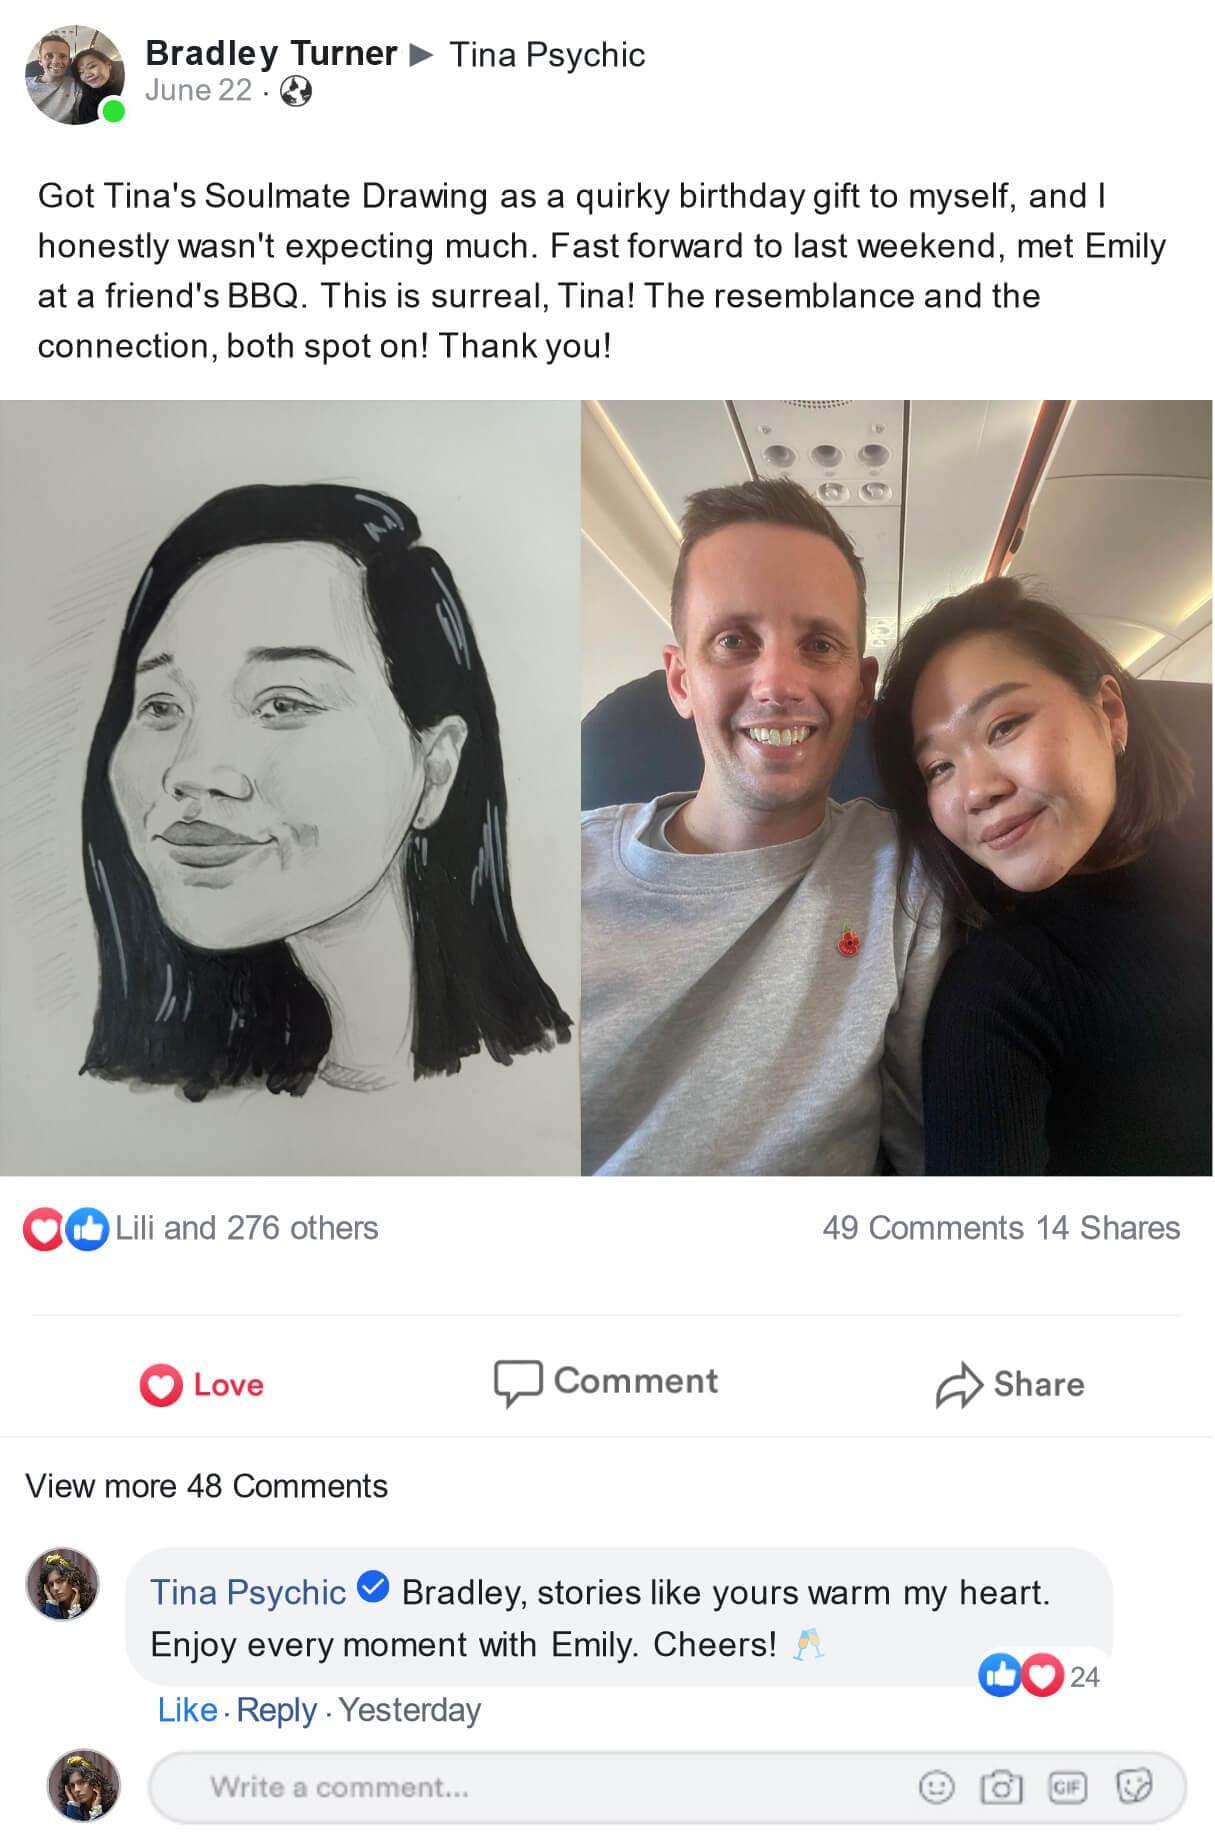 Bradley Turner ▶ Tina Psychic
June 22 ·
Got Tina's Soulmate Drawing as a quirky birthday gift to myself, and I
honestly wasn't expecting much. Fast forward to last weekend, met Emily
at a friend's BBQ. This is surreal, Tina! The resemblance and the
connection, both spot on! Thank you!
Lili and 276 others 49 Comments 14 Shares
Love Comment Share
View more 48 Comments
Tina Psychic Bradley, stories like yours warm my heart.
Enjoy every moment with Emily. Cheers! 🥂
24
Like · Reply · Yesterday
Write a comment... GIF